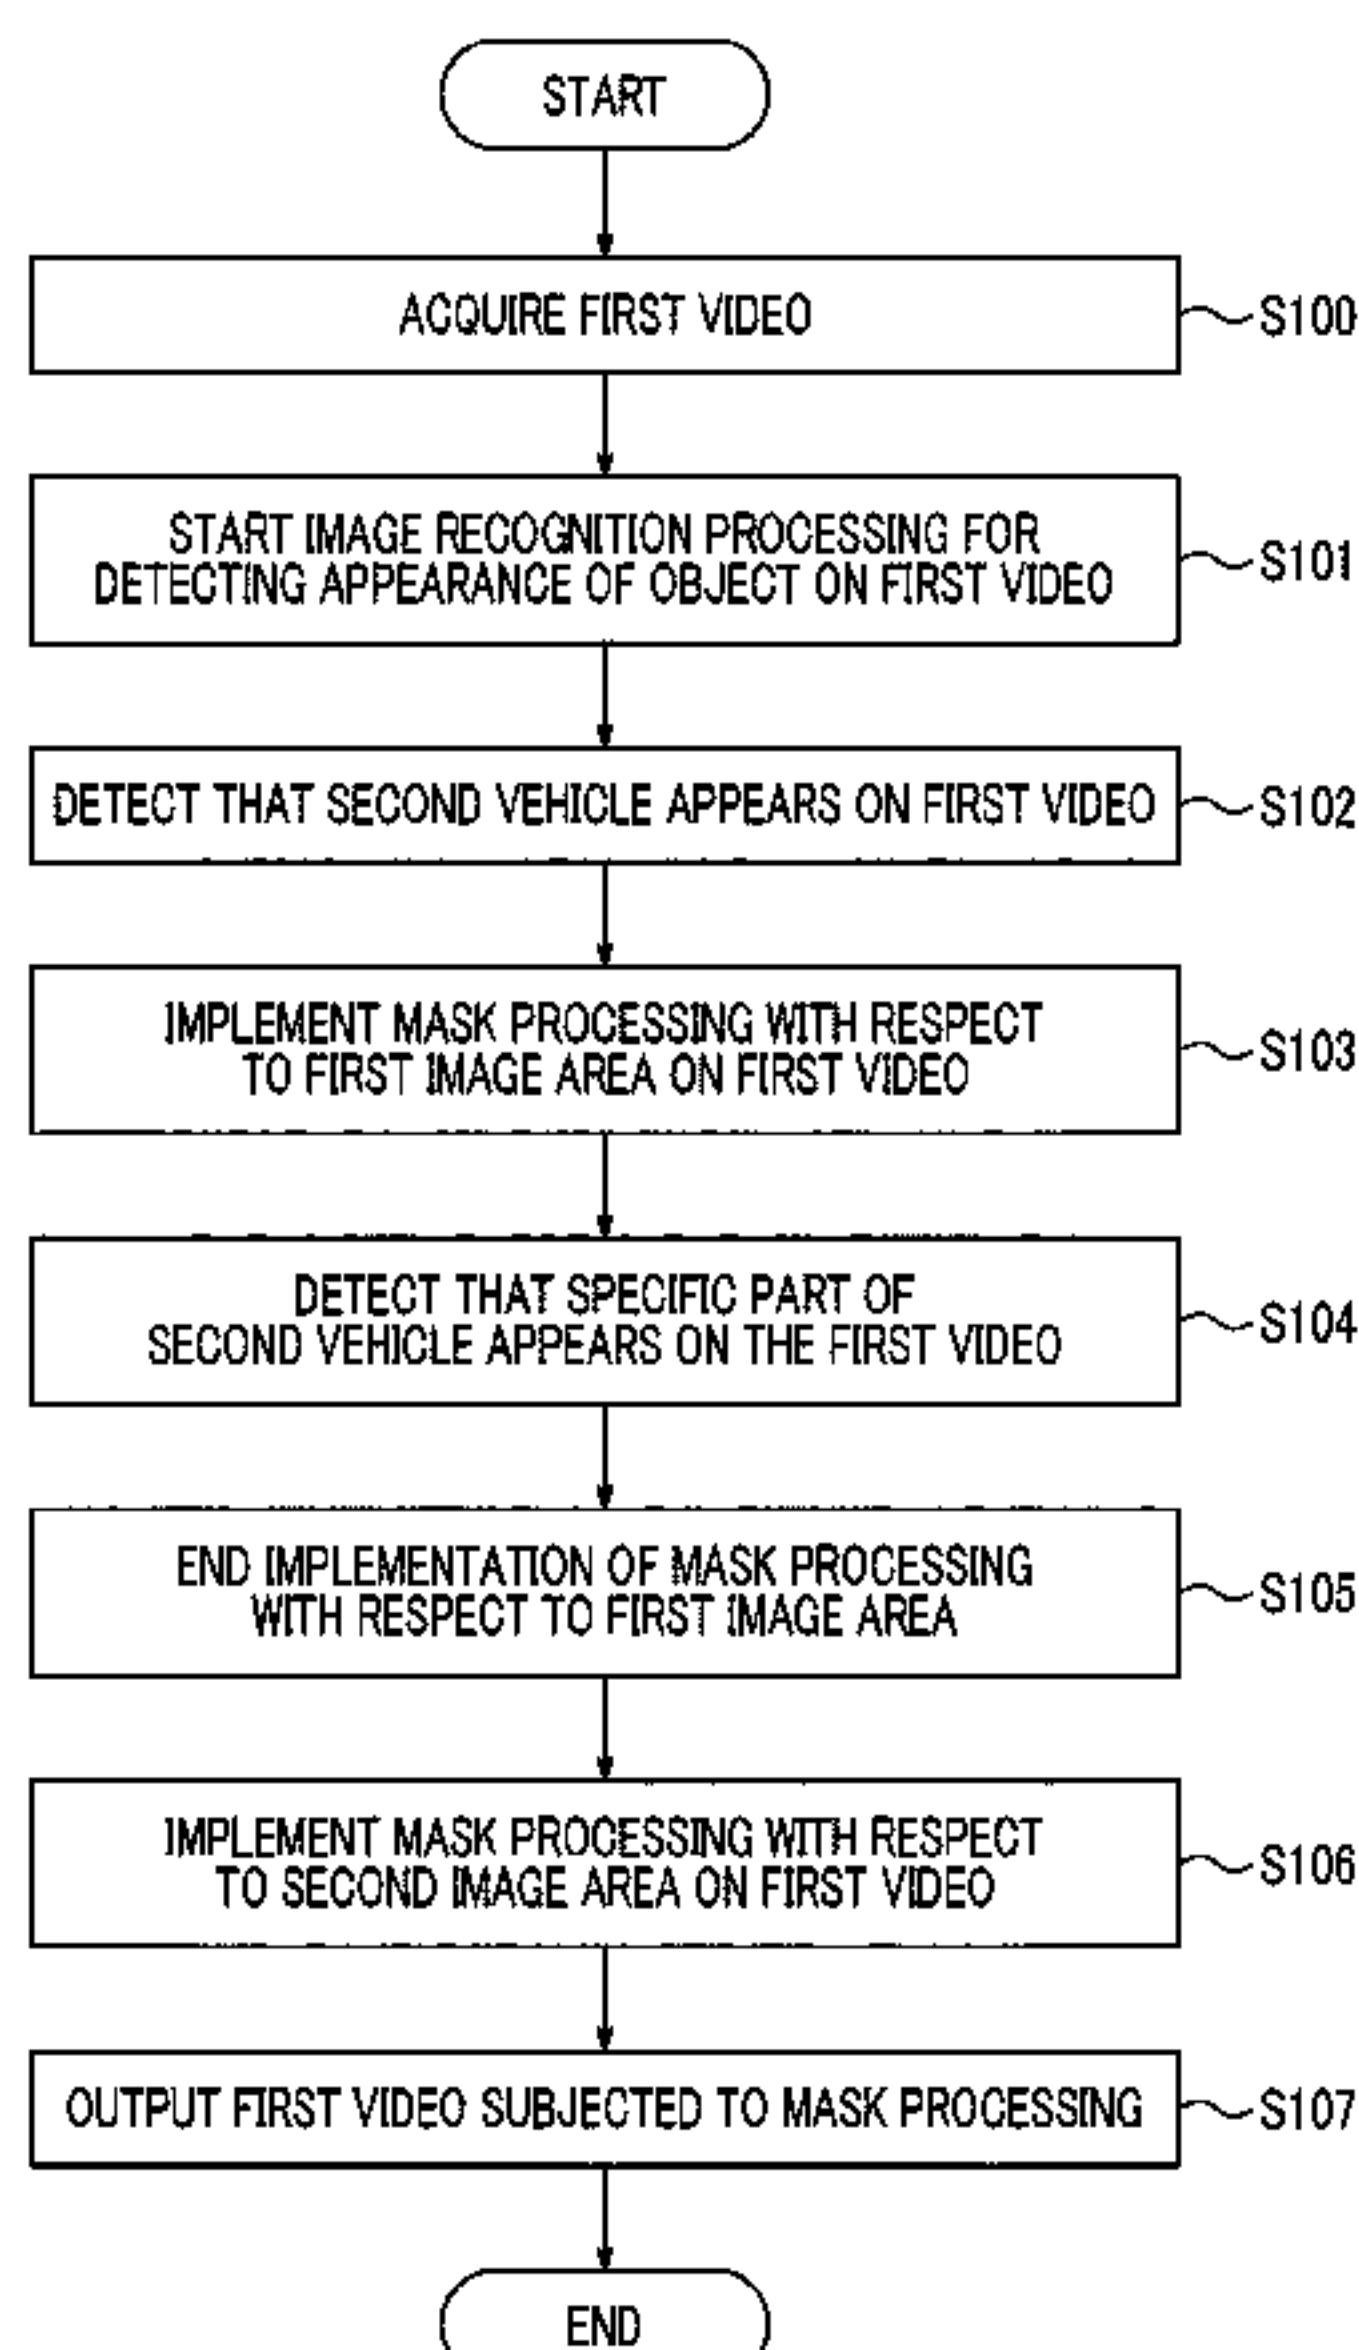 START
ACQUIRE FIRST VIDEO
S100
START IMAGE RECOGNITION PROCESSING FOR
DETECTING APPEARANCE OF OBJECT ON FIRST VIDEO
S101
DETECT THAT SECOND VEHICLE APPEARS ON FIRST VIDEO
S102
IMPLEMENT MASK PROCESSING WITH RESPECT
TO FIRST IMAGE AREA ON FIRST VIDEO
S103
DETECT THAT SPECIFIC PART OF
SECOND VEHICLE APPEARS ON THE FIRST VIDEO
S104
END IMPLEMENTATION OF MASK PROCESSING
WITH RESPECT TO FIRST IMAGE AREA
S105
IMPLEMENT MASK PROCESSING WITH RESPECT
TO SECOND IMAGE AREA ON FIRST VIDEO
S106
OUTPUT FIRST VIDEO SUBJECTED TO MASK PROCESSING
S107
END